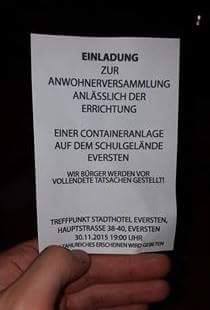 EINLADUNG
ZUR
ANWOHNERVERSAMMLUNG
ANLÄSSLICH DER
ERRICHTUNG
EINER CONTAINERANLAGE
AUF DEM SCHULGELÄNDE
EVERSTEN
WIR BÜRGER WERDEN VOR
VOLLENDETE TATSACHEN GESTELLT!
TREFFPUNKT STADTHOTEL EVERSTEN,
HAUPTSTRASSE 38-40, EVERSTEN
30.11.2015 19:00 UHR
ZAHLREICHES ERSCHEINEN WIRD GEBETEN